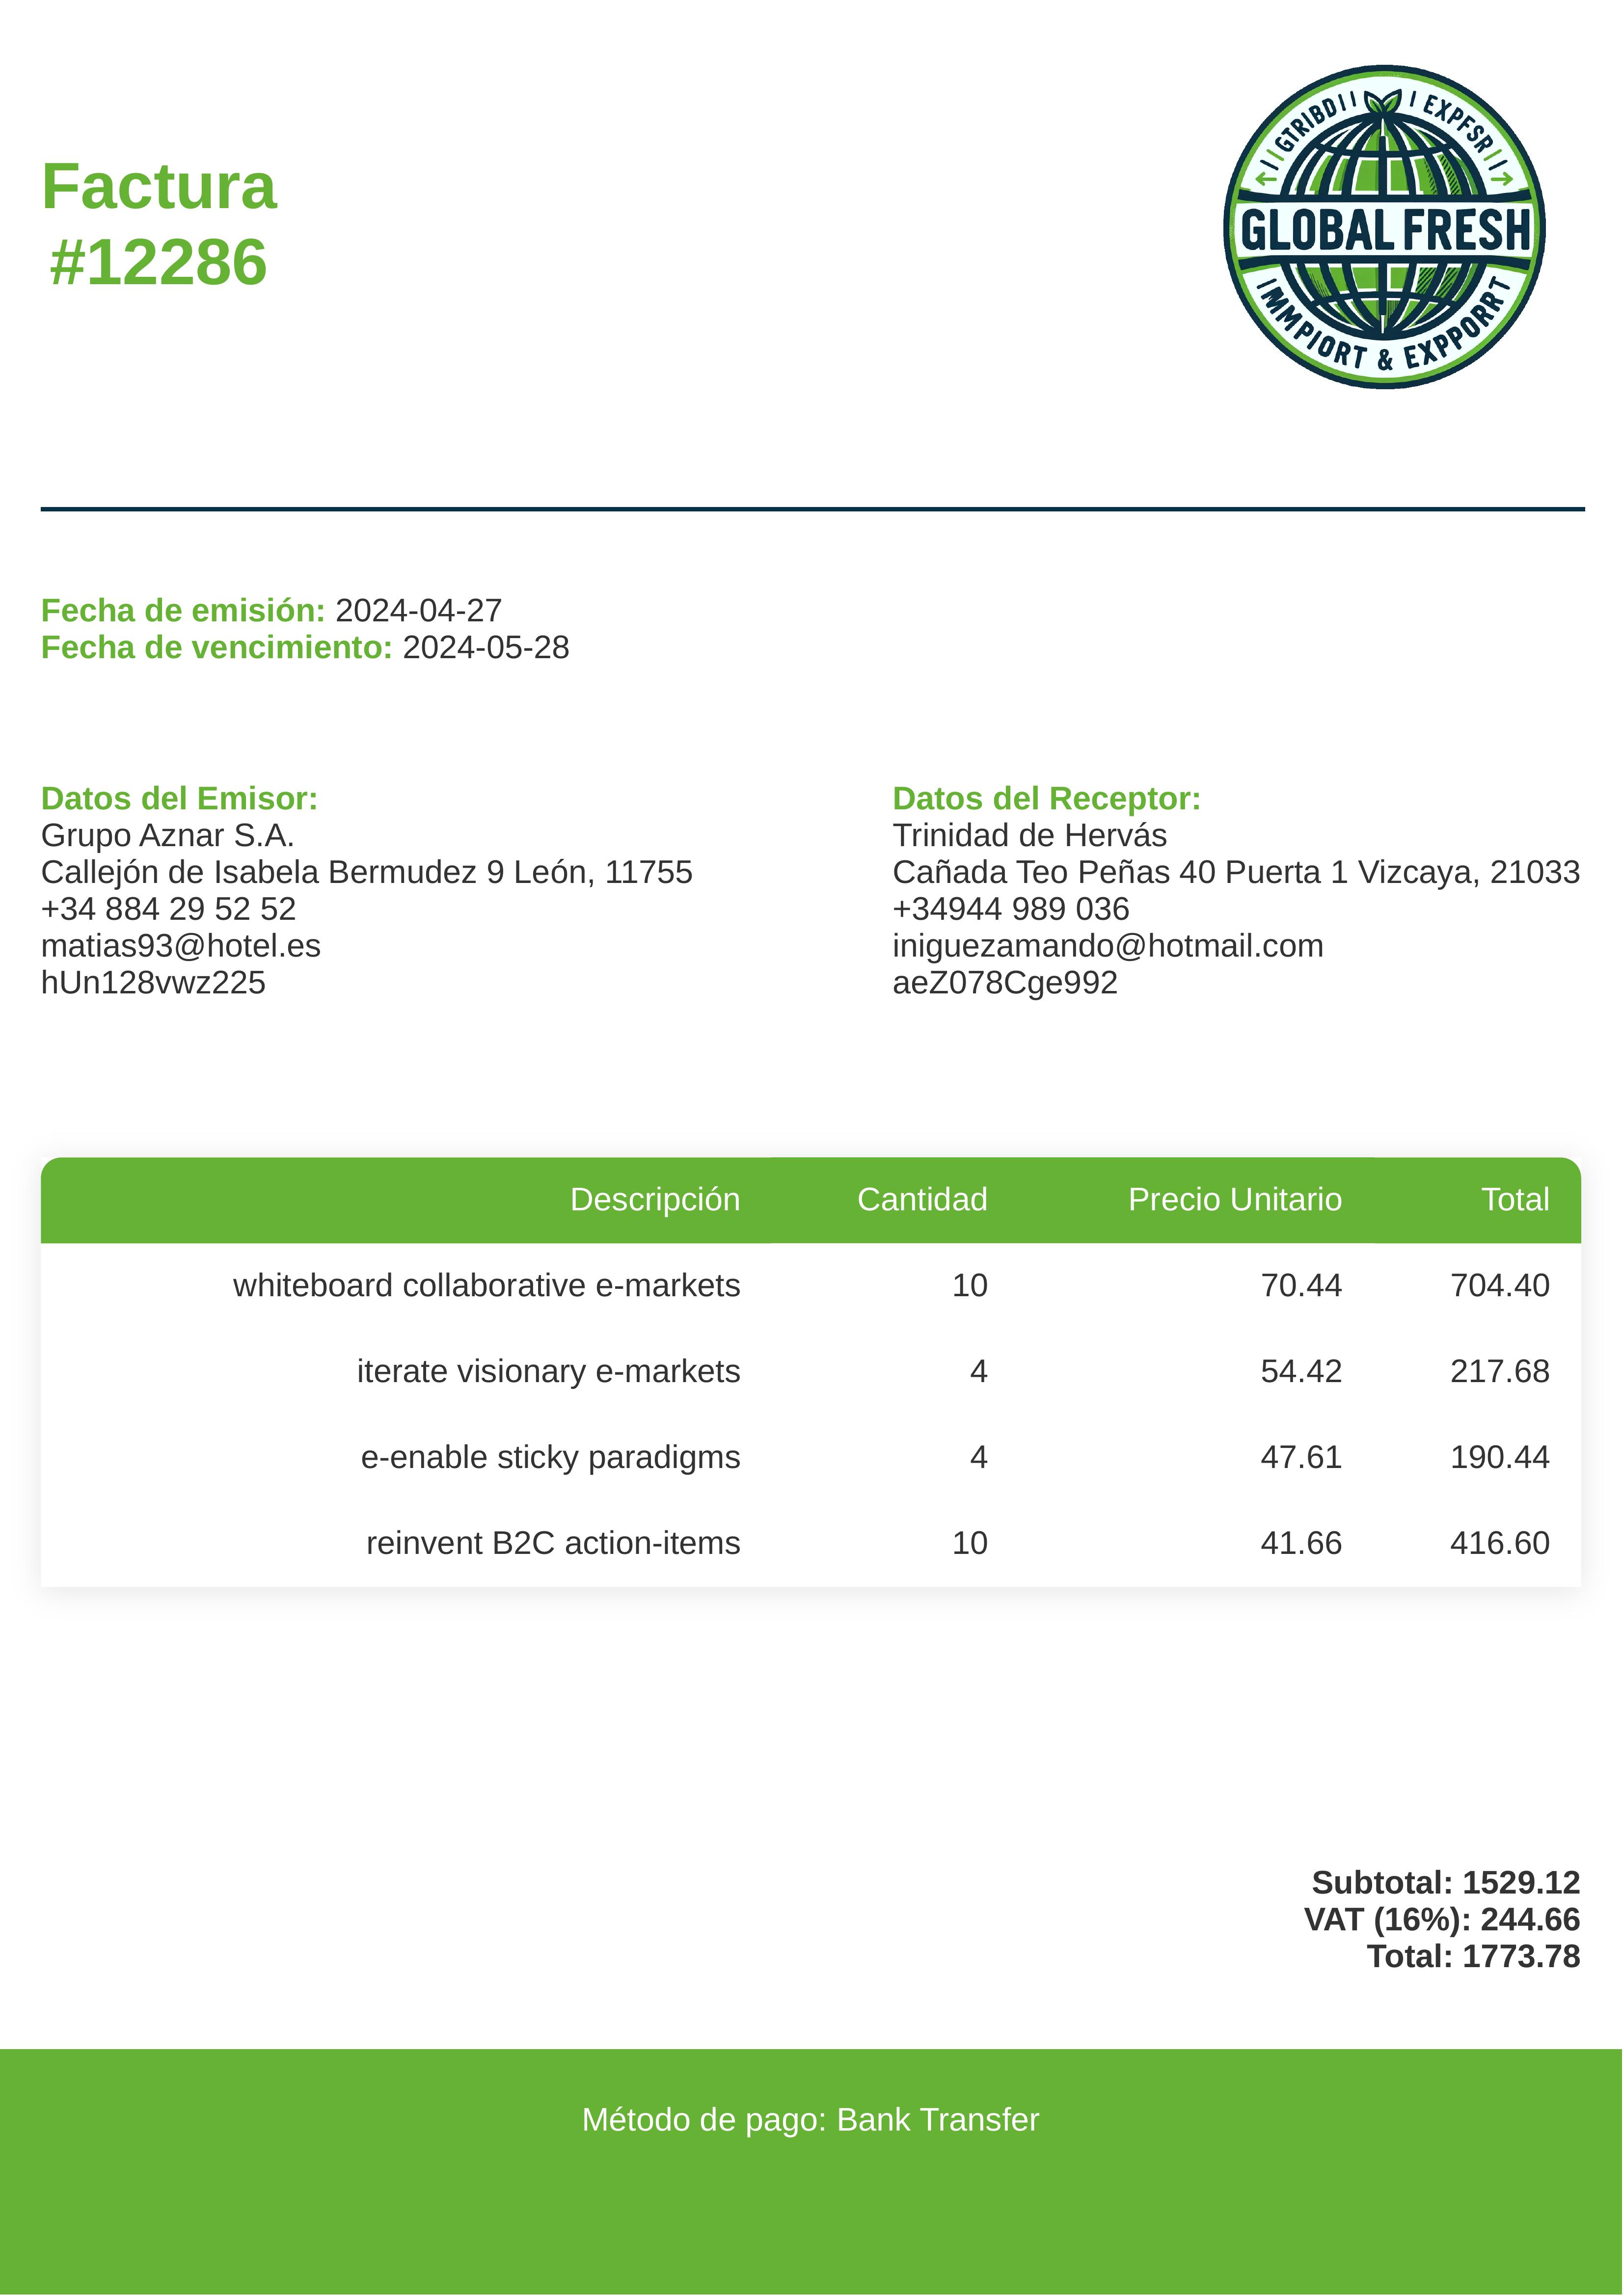 Factura
#12286
GTRIBD
EXPFSR
GLOBAL FRESH
IMMPIORT & EXPPORRT
Fecha de emisión: 2024-04-27
Fecha de vencimiento: 2024-05-28
Datos del Emisor:
Grupo Aznar S.A.
Callejón de Isabela Bermudez 9 León, 11755
+34 884 29 52 52
matias93@hotel.es
hUn128vwz225
Datos del Receptor:
Trinidad de Hervás
Cañada Teo Peñas 40 Puerta 1 Vizcaya, 21033
+34944 989 036
iniguezamando@hotmail.com
aeZ078Cge992
Descripción Cantidad Precio Unitario Total
whiteboard collaborative e-markets 10 70.44 704.40
iterate visionary e-markets 4 54.42 217.68
e-enable sticky paradigms 4 47.61 190.44
reinvent B2C action-items 10 41.66 416.60
Subtotal: 1529.12
VAT (16%): 244.66
Total: 1773.78
Método de pago: Bank Transfer